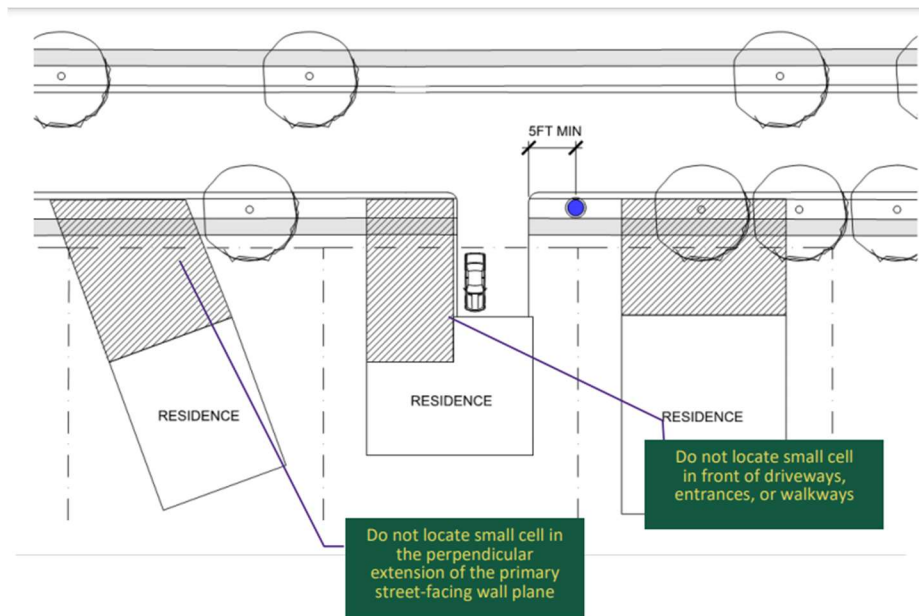 5FT MIN
RESIDENCE
RESIDENCE
RESIDENCE
Do not locate small cell
in front of driveways,
entrances, or walkways
Do not locate small cell in
the perpendicular
extension of the primary
street-facing wall plane